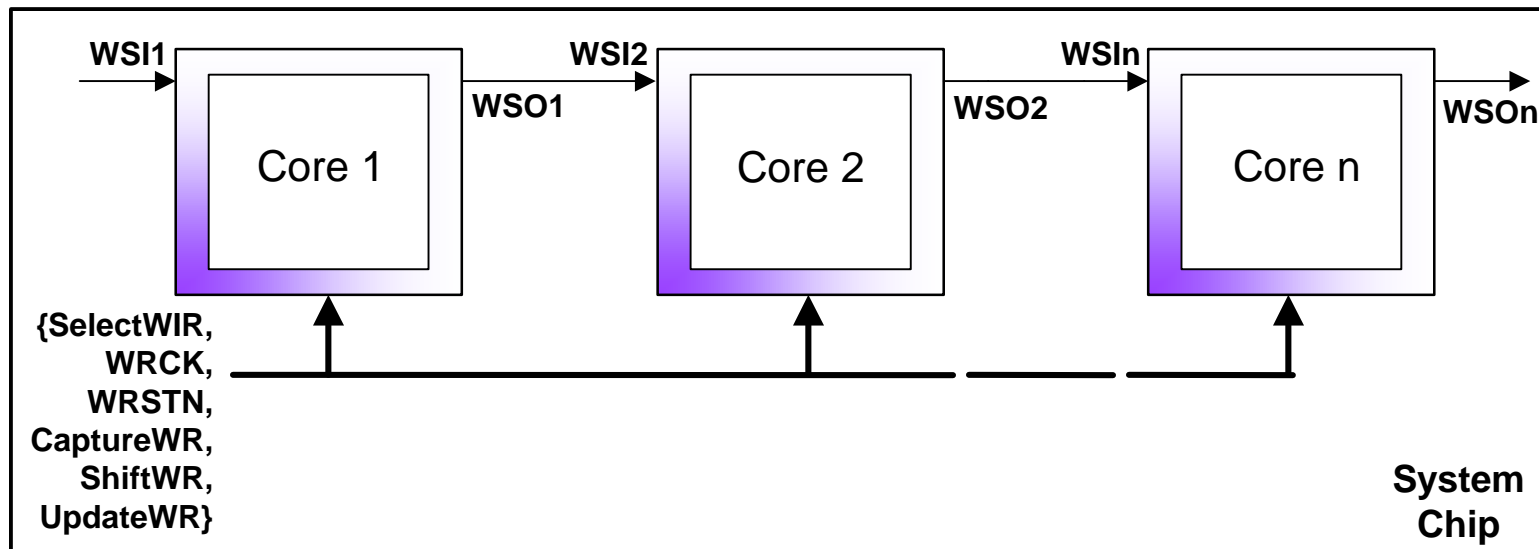 WSI1
WSO1
WSI2
WSO2
WSIn
WSOn
Core 1
Core 2
Core n
{SelectWIR,
WRCK,
WRSTN,
CaptureWR,
ShiftWR,
UpdateWR}
System
Chip